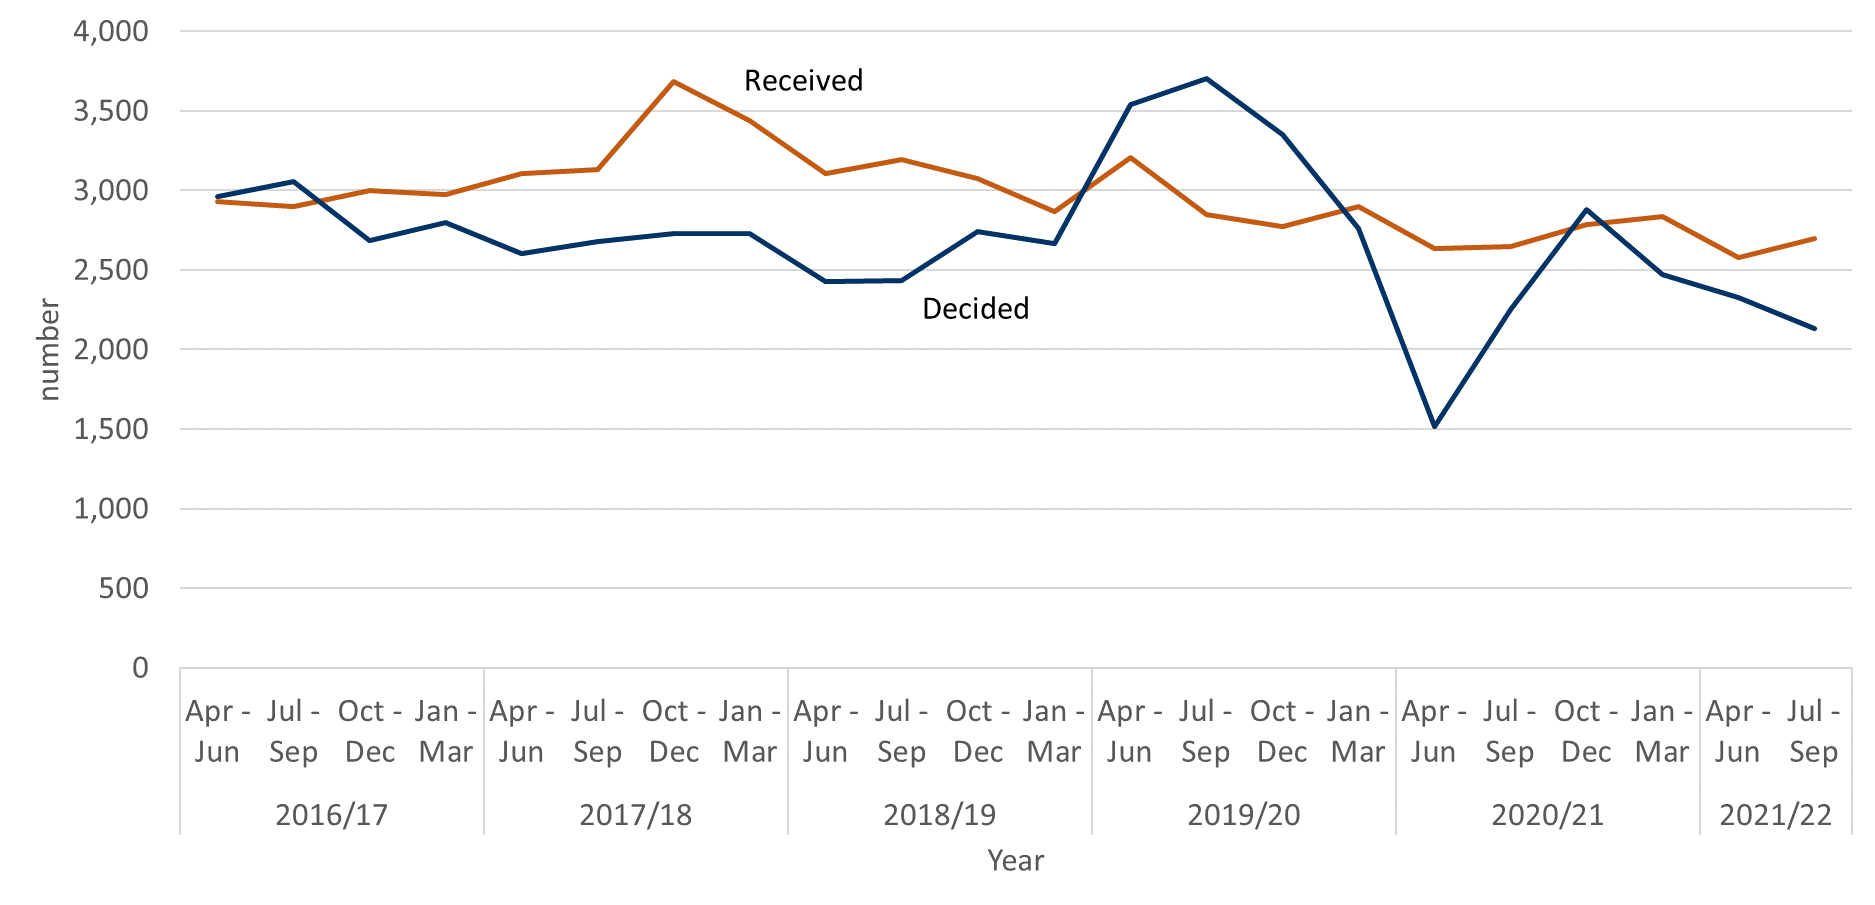 4,000
3,500
3,000
2,500
2,000
1,500
1,000
500
0
number
Received
Decided
Apr - Jul - Oct - Jan - Apr - Jul - Oct - Jan - Apr - Jul - Oct - Jan - Apr - Jul - Oct - Jan - Apr - Jul - Oct - Jan - Apr - Jul -
Jun Sep Dec Mar Jun Sep Dec Mar Jun Sep Dec Mar Jun Sep Dec Mar Jun Sep Dec Mar Jun Sep
2016/17 2017/18 2018/19 2019/20 2020/21 2021/22
Year